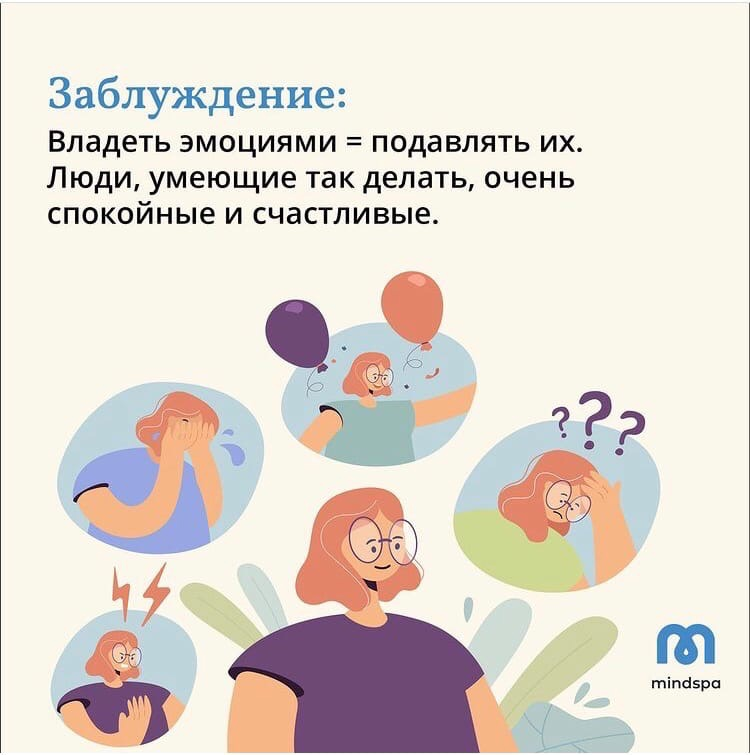 Заблуждение:
Владеть эмоциями = подавлять их.
Люди, умеющие так делать, очень
спокойные и счастливые.
???
mindspa